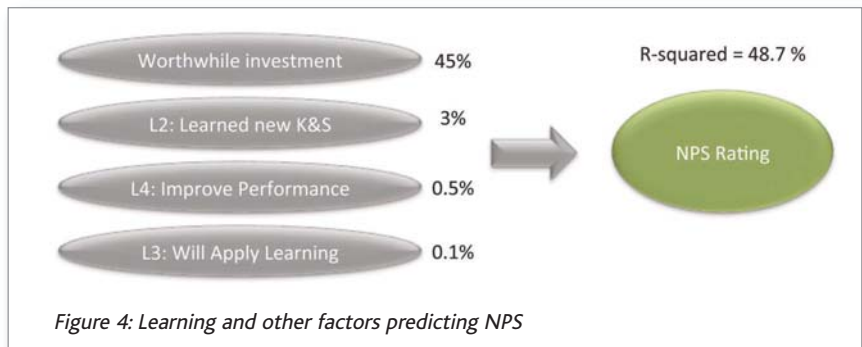 Worthwhile investment 45%
L2: Learned new K&S 3%
L4: Improve Performance 0.5%
L3: Will Apply Learning 0.1%
R-squared = 48.7 %
NPS Rating
Figure 4: Learning and other factors predicting NPS